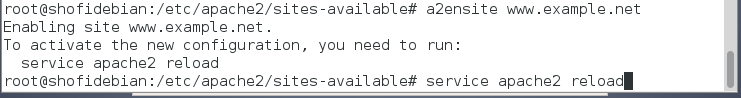 root@shofidebian:/etc/apache2/sites-available# a2ensite www.example.net
Enabling site www.example.net.
To activate the new configuration, you need to run:
  service apache2 reload
root@shofidebian:/etc/apache2/sites-available# service apache2 reload